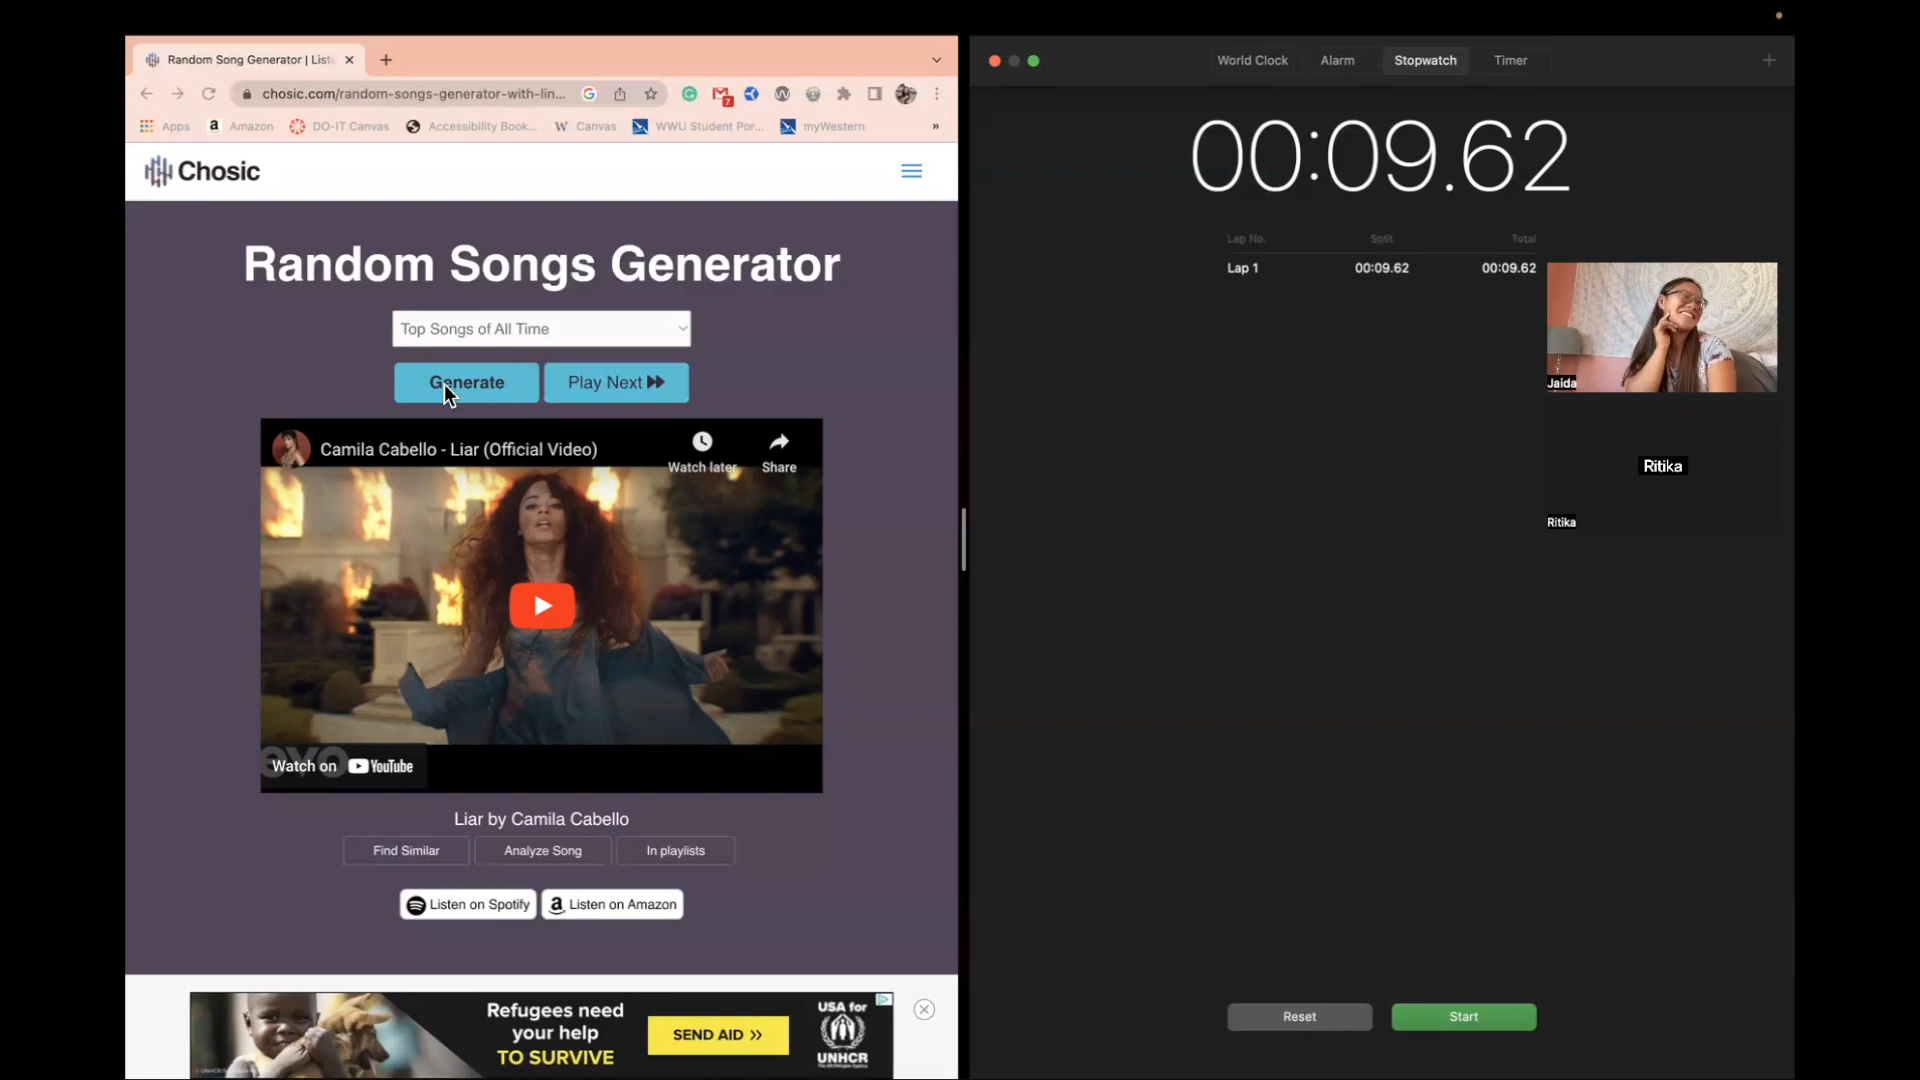 Random Song Generator | List
chosic.com/random-songs-generator-with-lin...
7
Apps
Amazon
DO-IT Canvas
Accessibility Book...
Canvas
WWU Student Por...
myWestern
»
Chosic
Random Songs Generator
Top Songs of All Time
Generate
Play Next
Camila Cabello - Liar (Official Video)
Watch later
Share
vevo
Watch on YouTube
Liar by Camila Cabello
Find Similar
Analyze Song
In playlists
Listen on Spotify
Listen on Amazon
Refugees need
your help
TO SURVIVE
SEND AID »
USA for
UNHCR
World Clock
Alarm
Stopwatch
Timer
00:09.62
Lap No.
Split
Total
Lap 1
00:09.62
00:09.62
Jaida
Ritika
Ritika
Reset
Start